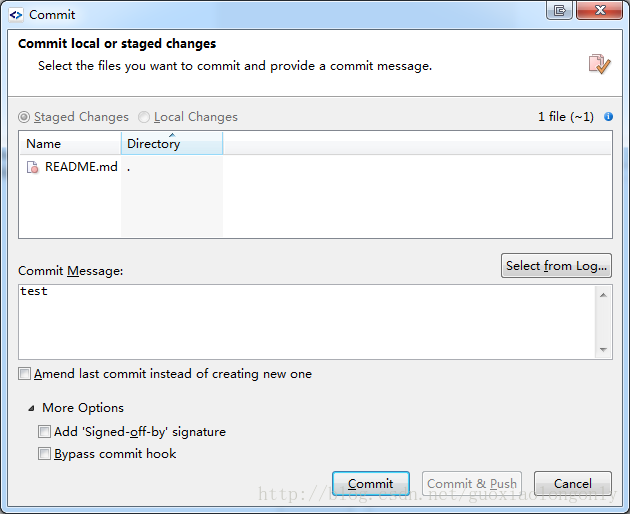 Commit
Commit local or staged changes
Select the files you want to commit and provide a commit message.
Staged Changes Local Changes 1 file (~1)
Name Directory
README.md .
Commit Message: Select from Log...
test
Amend last commit instead of creating new one
More Options
Add 'Signed-off-by' signature
Bypass commit hook
Commit Commit & Push Cancel
http://blog.csdn.net/guoxiaolongonly